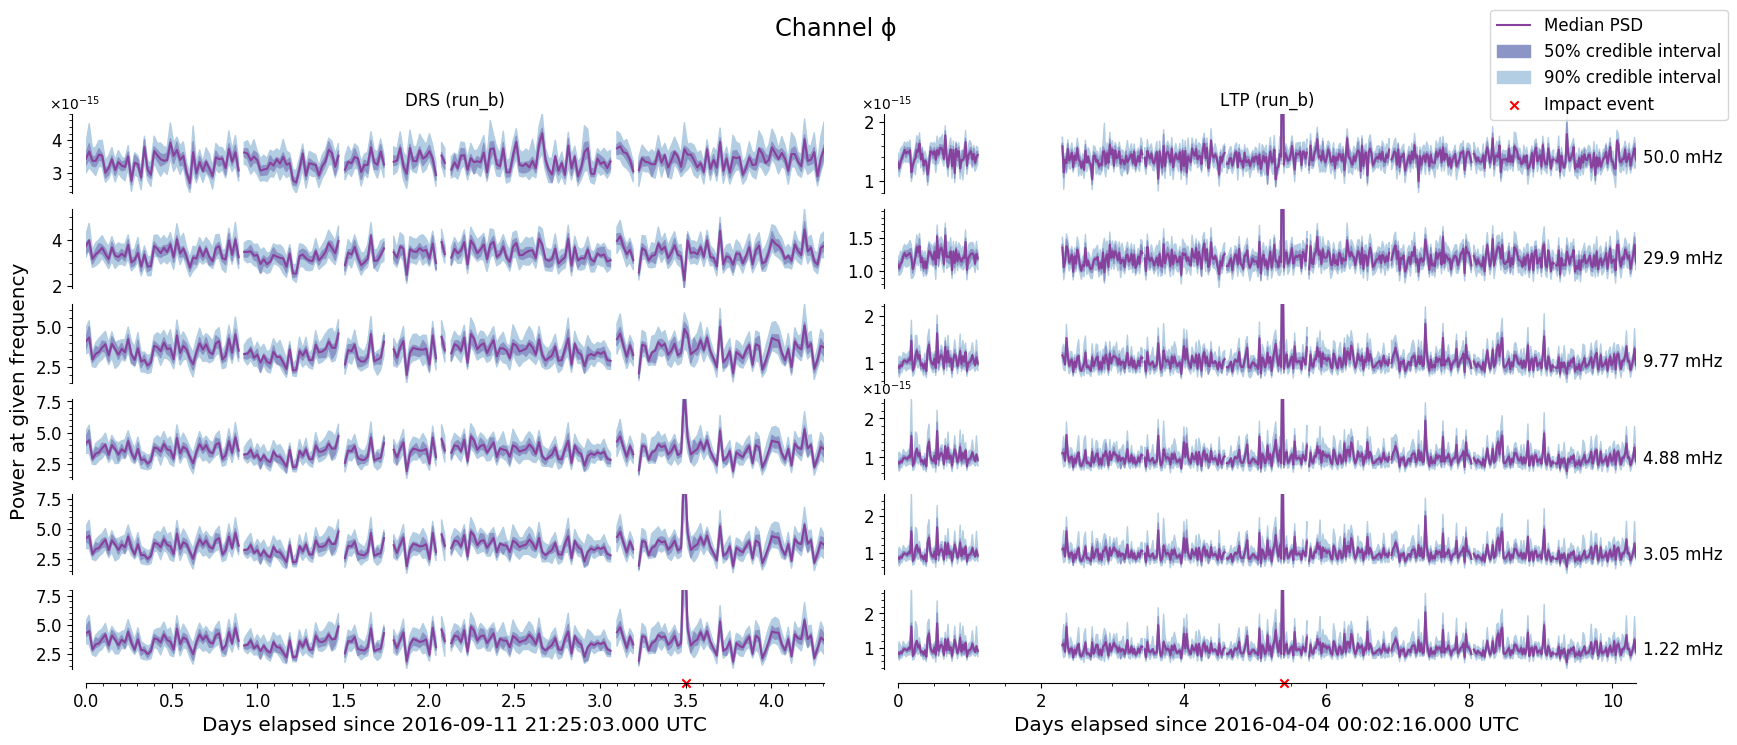 Channel ϕ
Median PSD
50% credible interval
90% credible interval
Impact event
DRS (run_b)
LTP (run_b)
Power at given frequency
×10⁻¹⁵
4
3
×10⁻¹⁵
2
1
50.0 mHz
4
2
1.5
1.0
29.9 mHz
5.0
2.5
2
1
9.77 mHz
7.5
5.0
2.5
×10⁻¹⁵
2
1
4.88 mHz
7.5
5.0
2.5
2
1
3.05 mHz
7.5
5.0
2.5
2
1
1.22 mHz
0.0 0.5 1.0 1.5 2.0 2.5 3.0 3.5 4.0
0 2 4 6 8 10
Days elapsed since 2016-09-11 21:25:03.000 UTC
Days elapsed since 2016-04-04 00:02:16.000 UTC